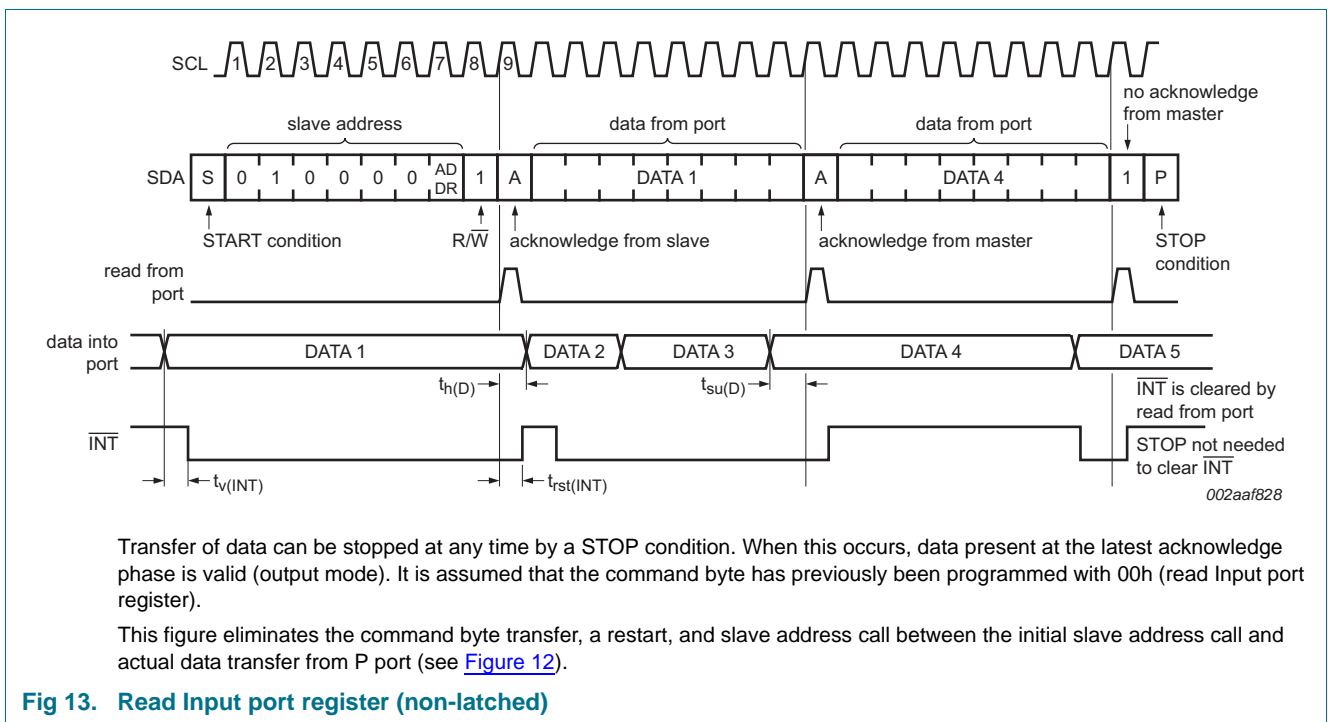 SCL 1 2 3 4 5 6 7 8 9
no acknowledge
from master
slave address data from port data from port
SDA S 0 1 0 0 0 0 AD DR 1 A DATA 1 A DATA 4 1 P
START condition R/W̅ acknowledge from slave acknowledge from master STOP
condition
read from
port
data into
port
DATA 1 DATA 2 DATA 3 DATA 4 DATA 5
th(D) tsu(D)
I̅N̅T̅ is cleared by
read from port
I̅N̅T̅
STOP not needed
to clear I̅N̅T̅
tv(INT) trst(INT)
002aaf828
Transfer of data can be stopped at any time by a STOP condition. When this occurs, data present at the latest acknowledge
phase is valid (output mode). It is assumed that the command byte has previously been programmed with 00h (read Input port
register).
This figure eliminates the command byte transfer, a restart, and slave address call between the initial slave address call and
actual data transfer from P port (see Figure 12).
Fig 13. Read Input port register (non-latched)